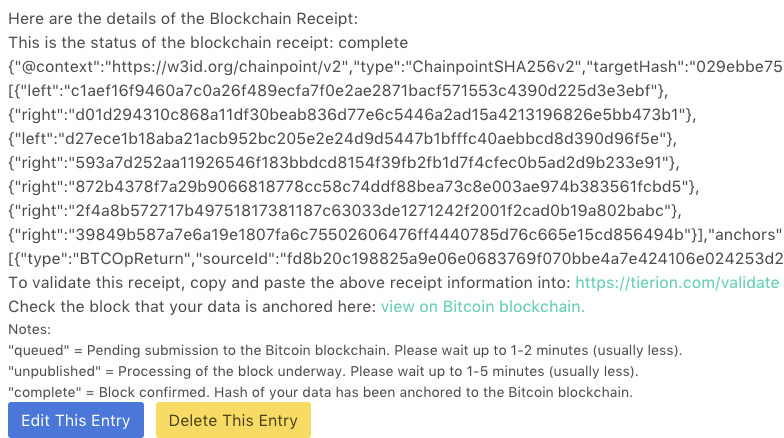 Here are the details of the Blockchain Receipt:
This is the status of the blockchain receipt: complete
{"@context":"https://w3id.org/chainpoint/v2","type":"ChainpointSHA256v2","targetHash":"029ebbe75
[{"left":"c1aef16f9460a7c0a26f489ecfa7f0e2ae2871bacf571553c4390d225d3e3ebf"},
{"right":"d01d294310c868a11df30beab836d77e6c5446a2ad15a4213196826e5bb473b1"},
{"left":"d27ece1b18aba21acb952bc205e2e24d9d5447b1bfffc40aebbcd8d390d96f5e"},
{"right":"593a7d252aa11926546f183bbdcd8154f39fb2fb1d7f4cfec0b5ad2d9b233e91"},
{"right":"872b4378f7a29b9066818778cc58c74ddf88bea73c8e003ae974b383561fcbd5"},
{"right":"2f4a8b572717b49751817381187c63033de1271242f2001f2cad0b19a802babc"},
{"right":"39849b587a7e6a19e1807fa6c75502606476ff4440785d76c665e15cd856494b"}],"anchors"
[{"type":"BTCOpReturn","sourceId":"fd8b20c198825a9e06e0683769f070bbe4a7e424106e024253d2
To validate this receipt, copy and paste the above receipt information into: https://tierion.com/validate
Check the block that your data is anchored here: view on Bitcoin blockchain.
Notes:
"queued" = Pending submission to the Bitcoin blockchain. Please wait up to 1-2 minutes (usually less).
"unpublished" = Processing of the block underway. Please wait up to 1-5 minutes (usually less).
"complete" = Block confirmed. Hash of your data has been anchored to the Bitcoin blockchain.
Edit This Entry
Delete This Entry